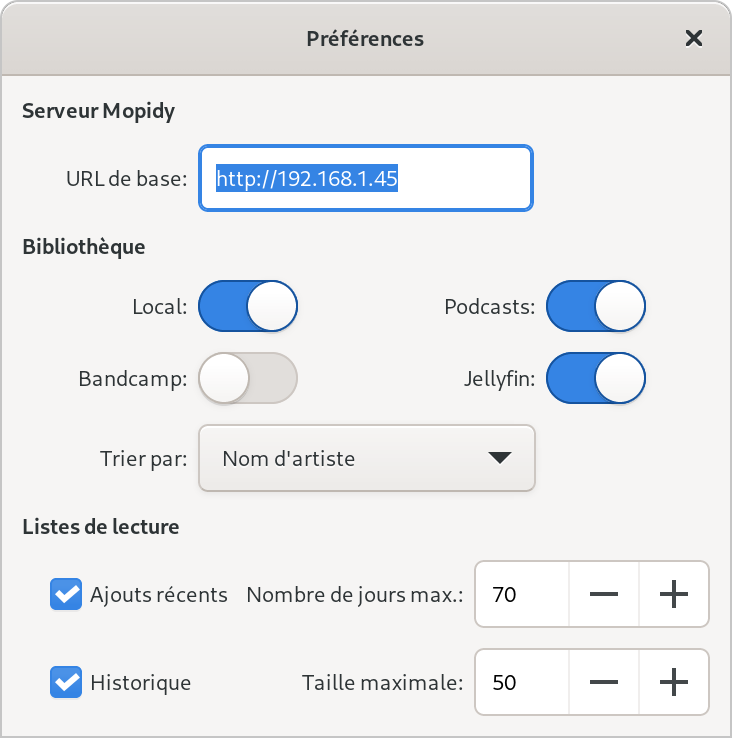 Préférences
Serveur Mopidy
URL de base: http://192.168.1.45
Bibliothèque
Local: Podcasts:
Bandcamp: Jellyfin:
Trier par: Nom d'artiste
Listes de lecture
Ajouts récents Nombre de jours max.: 70
Historique Taille maximale: 50